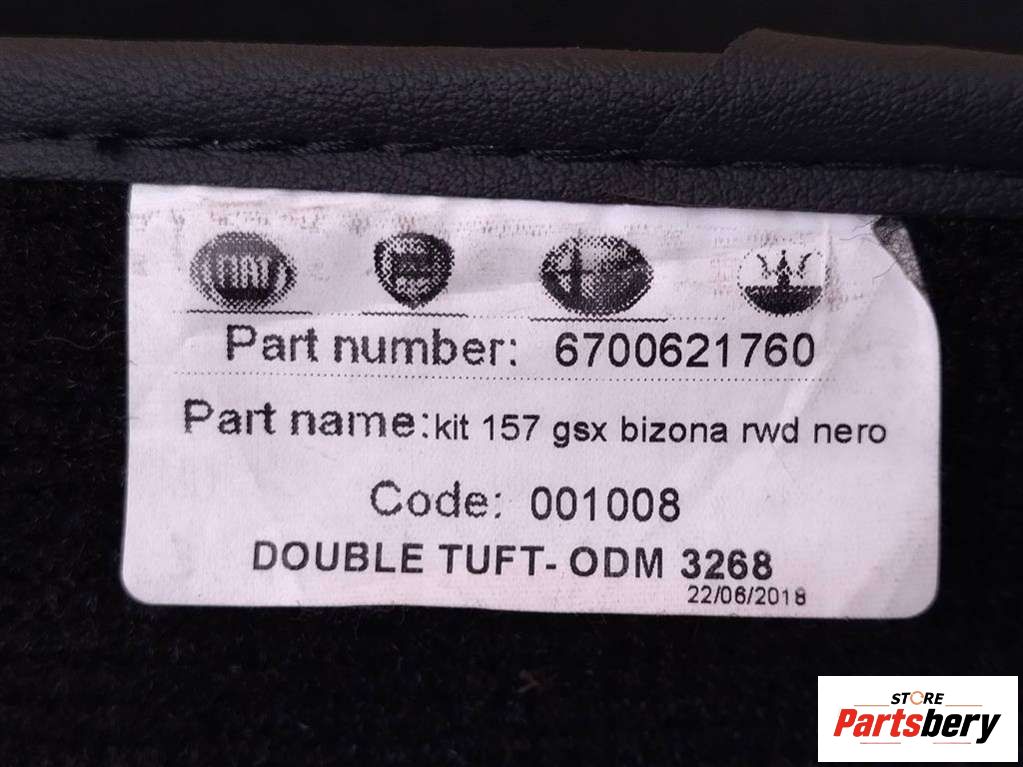 FIAT
Part number: 6700621760
Part name:kit 157 gsx bizona rwd nero
Code: 001008
DOUBLE TUFT- ODM 3268
22/06/2018
STORE
Partsbery